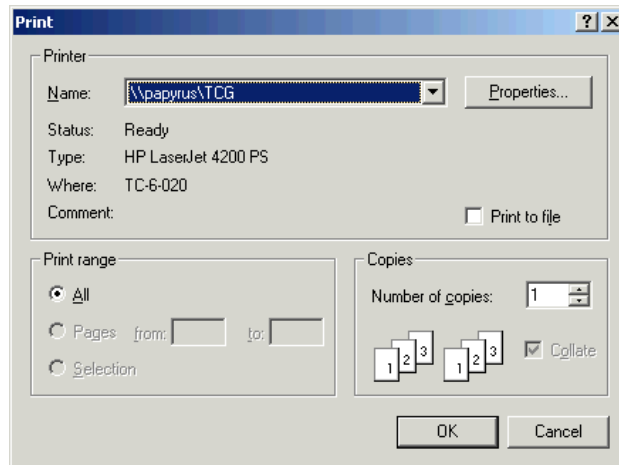 Print
Printer
Name: \\papyrus\TCG Properties...
Status: Ready
Type: HP LaserJet 4200 PS
Where: TC-6-020
Comment: Print to file
Print range
All
Pages from: to:
Selection
Copies
Number of copies: 1
1 2 3 1 2 3 Collate
OK Cancel